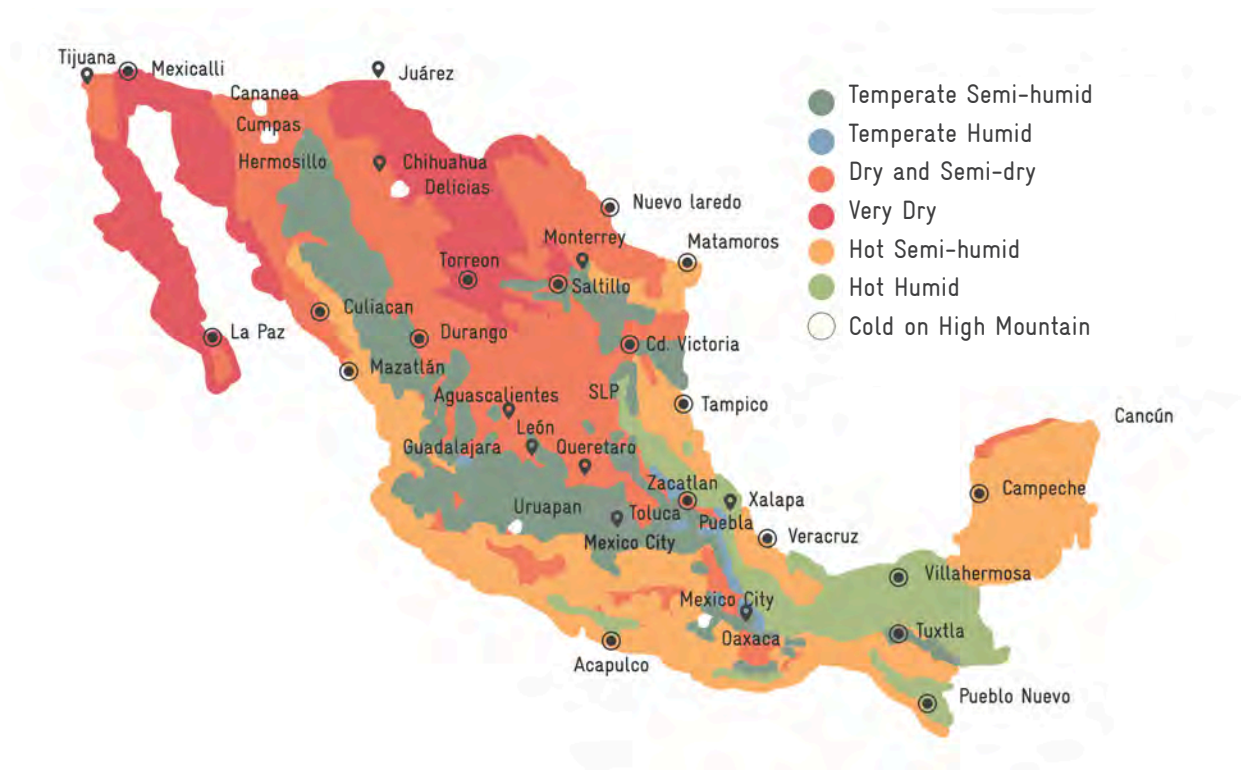 Tijuana
Mexicalli
Juárez
Cananea
Cumpas
Hermosillo
Chihuahua
Delicias
Nuevo laredo
Monterrey
Matamoros
Torreon
Saltillo
Culiacan
La Paz
Durango
Cd. Victoria
Mazatlán
Aguascalientes
SLP
Tampico
León
Guadalajara
Queretaro
Zacatlan
Xalapa
Uruapan
Toluca
Puebla
Mexico City
Veracruz
Cancún
Campeche
Villahermosa
Mexico City
Oaxaca
Tuxtla
Acapulco
Pueblo Nuevo
Temperate Semi-humid
Temperate Humid
Dry and Semi-dry
Very Dry
Hot Semi-humid
Hot Humid
Cold on High Mountain